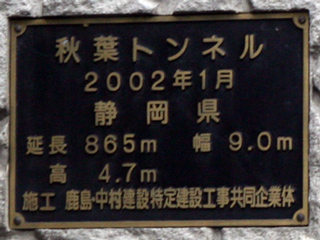 秋葉トンネル
2002年1月
静岡県
延長 865m 幅 9.0m
高 4.7m
施工 鹿島・中村建設特定建設工事共同企業体